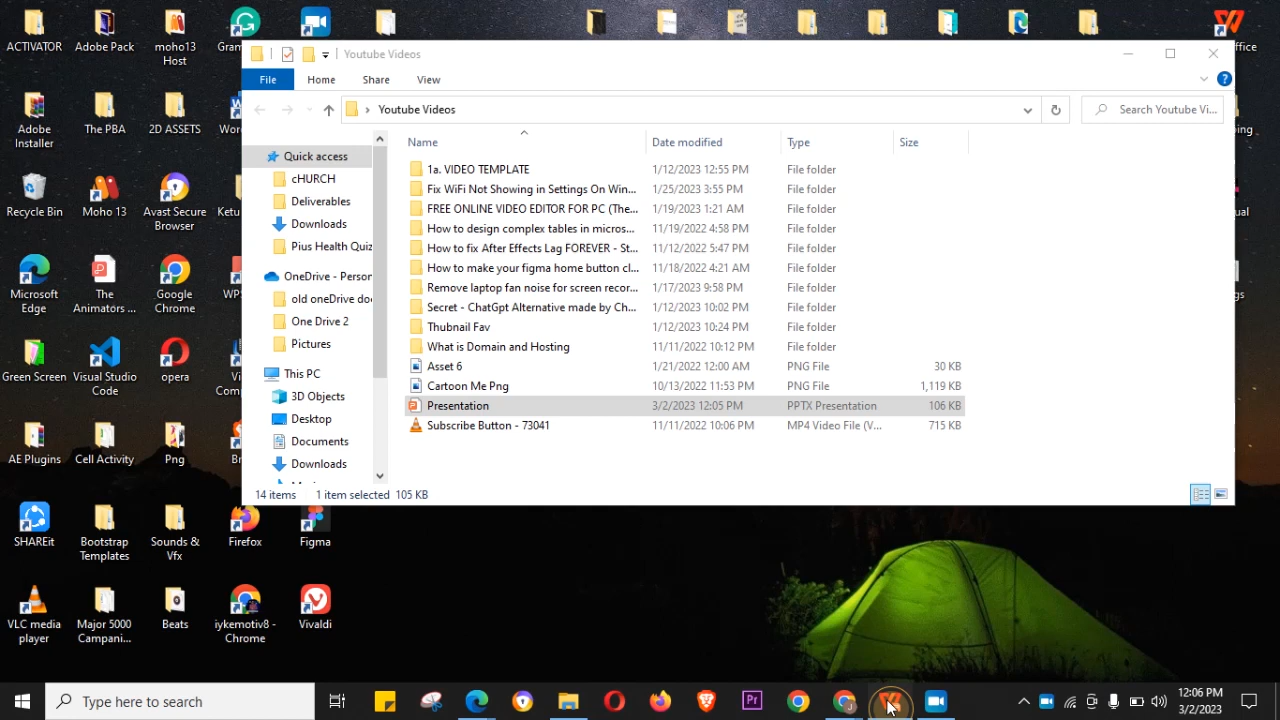 ACTIVATOR
Adobe Pack
moho13
Host
Youtube Videos
File
Home
Share
View
Youtube Videos
Search Youtube Vi...
Name
Date modified
Type
Size
Quick access
cHURCH
Deliverables
Downloads
Pius Health Quiz
OneDrive - Person
One Drive 2
Pictures
This PC
3D Objects
Desktop
Documents
Downloads
1a. VIDEO TEMPLATE 1/12/2023 12:55 PM File folder
Fix WiFi Not Showing in Settings On Win... 1/25/2023 3:55 PM File folder
FREE ONLINE VIDEO EDITOR FOR PC (The... 1/19/2023 1:21 AM File folder
How to design complex tables in micros... 11/19/2022 4:58 PM File folder
How to fix After Effects Lag FOREVER - St... 11/12/2022 5:47 PM File folder
How to make your figma home button cl... 11/18/2022 4:21 AM File folder
Remove laptop fan noise for screen recor... 1/17/2023 9:58 PM File folder
Secret - ChatGpt Alternative made by Ch... 1/12/2023 10:02 PM File folder
Thubnail Fav 1/12/2023 10:24 PM File folder
What is Domain and Hosting 11/11/2022 10:12 PM File folder
Asset 6 1/21/2022 12:00 AM PNG File 30 KB
Cartoon Me Png 10/13/2022 11:53 PM PNG File 1,119 KB
Presentation 3/2/2023 12:05 PM PPTX Presentation 106 KB
Subscribe Button - 73041 11/11/2022 10:06 PM MP4 Video File (V... 715 KB
14 items 1 item selected 105 KB
Adobe
Installer
The PBA
2D ASSETS
Recycle Bin
Moho 13
Avast Secure
Browser
Microsoft
Edge
The
Animators ...
Google
Chrome
Green Screen
Visual Studio
Code
opera
AE Plugins
Cell Activity
Png
SHAREit
Bootstrap
Templates
Sounds &
Vfx
Firefox
Figma
VLC media
player
Major 5000
Campani...
Beats
iykemotiv8 -
Chrome
Vivaldi
Type here to search
Pr
12:06 PM
3/2/2023